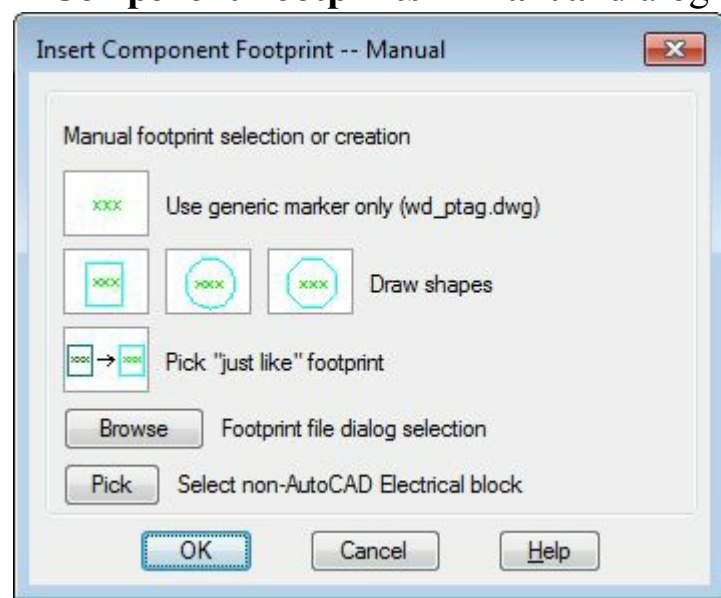 Insert Component Footprint -- Manual
Manual footprint selection or creation
xxx Use generic marker only (wd_ptag.dwg)
xxx xxx xxx Draw shapes
xxx xxx Pick "just like" footprint
Browse Footprint file dialog selection
Pick Select non-AutoCAD Electrical block
OK Cancel Help